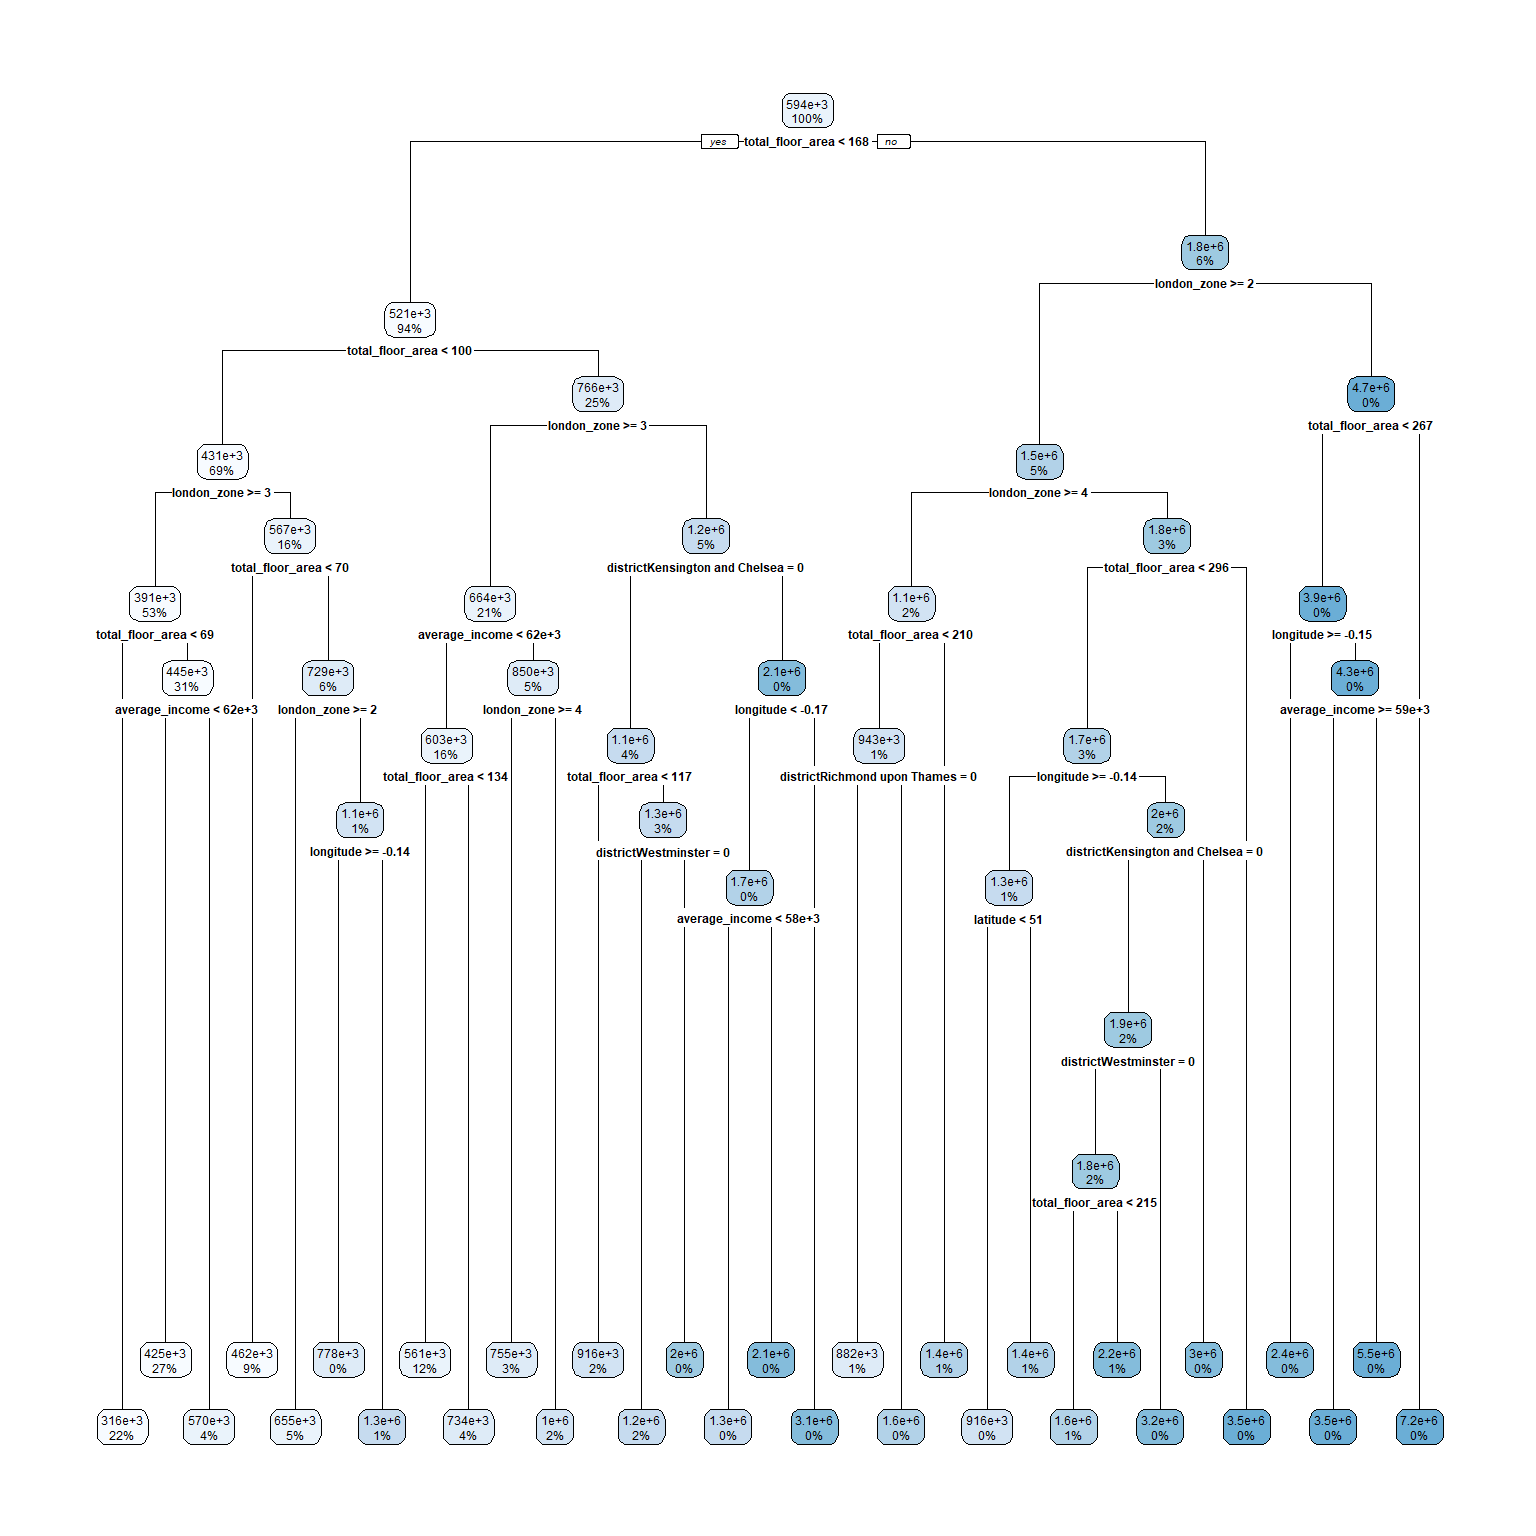 594e+3
100%
yes
total_floor_area < 168
no
1.8e+6
6%
london_zone >= 2
521e+3
94%
total_floor_area < 100
766e+3
25%
london_zone >= 3
4.7e+6
0%
total_floor_area < 267
431e+3
69%
london_zone >= 3
1.5e+6
5%
london_zone >= 4
567e+3
16%
total_floor_area < 70
1.2e+6
5%
districtKensington and Chelsea = 0
1.8e+6
3%
total_floor_area < 296
391e+3
53%
total_floor_area < 69
664e+3
21%
average_income < 62e+3
1.1e+6
2%
total_floor_area < 210
3.9e+6
0%
longitude >= -0.15
445e+3
31%
average_income < 62e+3
729e+3
6%
london_zone >= 2
850e+3
5%
london_zone >= 4
2.1e+6
0%
longitude < -0.17
4.3e+6
0%
average_income >= 59e+3
603e+3
16%
total_floor_area < 134
1.1e+6
4%
total_floor_area < 117
943e+3
1%
districtRichmond upon Thames = 0
1.7e+6
3%
longitude >= -0.14
1.1e+6
1%
longitude >= -0.14
1.3e+6
3%
districtWestminster = 0
2e+6
2%
districtKensington and Chelsea = 0
1.7e+6
0%
average_income < 58e+3
1.3e+6
1%
latitude < 51
1.9e+6
2%
districtWestminster = 0
1.8e+6
2%
total_floor_area < 215
425e+3
27%
462e+3
9%
778e+3
0%
561e+3
12%
755e+3
3%
916e+3
2%
2e+6
0%
2.1e+6
0%
882e+3
1%
1.4e+6
1%
1.4e+6
1%
2.2e+6
1%
3e+6
0%
2.4e+6
0%
5.5e+6
0%
316e+3
22%
570e+3
4%
655e+3
5%
1.3e+6
1%
734e+3
4%
1e+6
2%
1.2e+6
2%
1.3e+6
0%
3.1e+6
0%
1.6e+6
0%
916e+3
0%
1.6e+6
1%
3.2e+6
0%
3.5e+6
0%
3.5e+6
0%
7.2e+6
0%